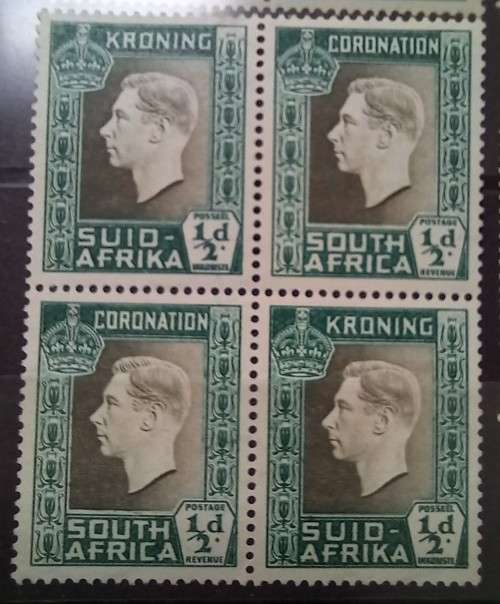 KRONING
POSSEEL
½d.
INKOMSTE
SUID-
AFRIKA
CORONATION
POSTAGE
½d.
REVENUE
SOUTH
AFRICA
CORONATION
POSTAGE
½d.
REVENUE
SOUTH
AFRICA
KRONING
POSSEEL
½d.
INKOMSTE
SUID-
AFRIKA